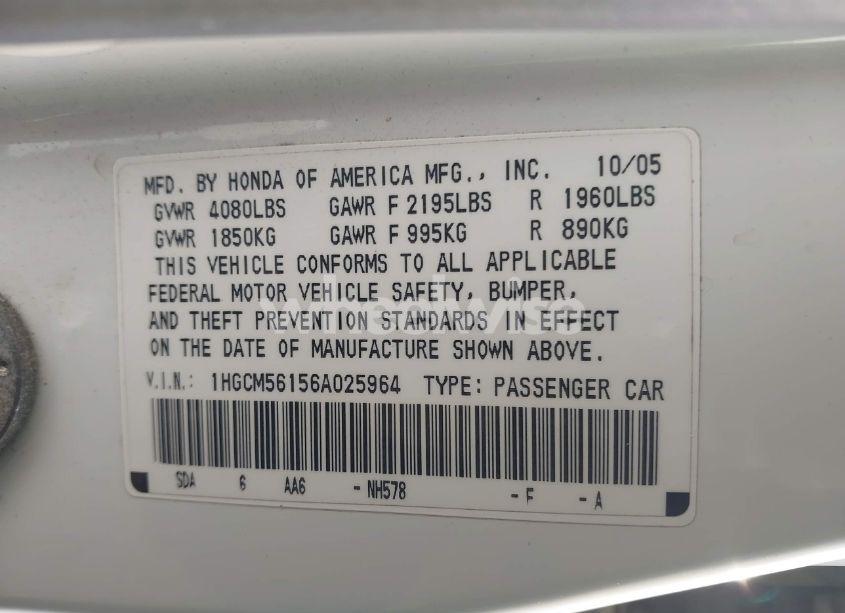 MFD. BY HONDA OF AMERICA MFG., INC. 10/05
GVWR 4080LBS GAWR F 2195LBS R 1960LBS
GVWR 1850KG GAWR F 995KG R 890KG
THIS VEHICLE CONFORMS TO ALL APPLICABLE
FEDERAL MOTOR VEHICLE SAFETY, BUMPER,
AND THEFT PREVENTION STANDARDS IN EFFECT
ON THE DATE OF MANUFACTURE SHOWN ABOVE.
V.I.N.: 1HGCM56156A025964 TYPE: PASSENGER CAR
SDA 6 AA6 - NH578 - F - A
wheelwise